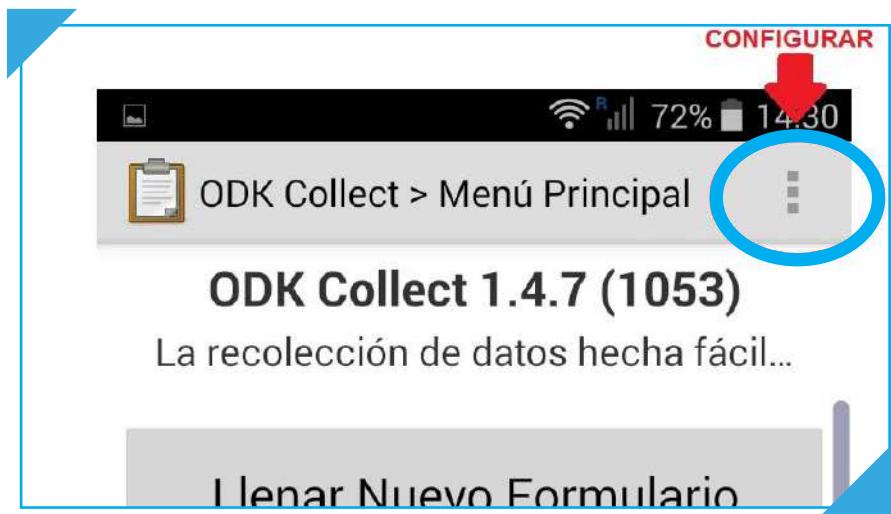 CONFIGURAR
R 72% 14:30
ODK Collect > Menú Principal
ODK Collect 1.4.7 (1053)
La recolección de datos hecha fácil...
Llenar Nuevo Formulario